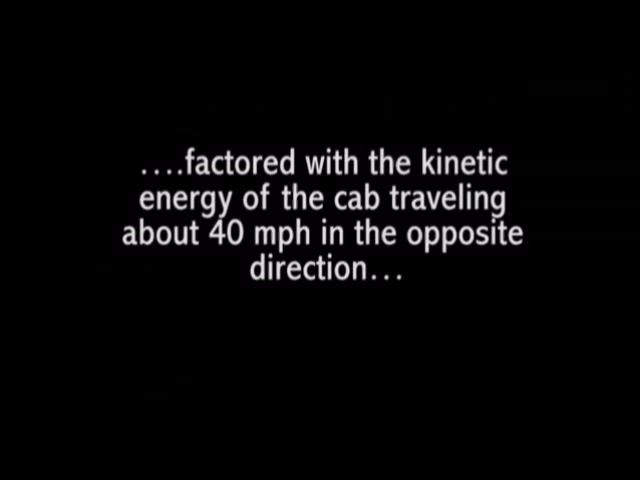 ....factored with the kinetic
energy of the cab traveling
about 40 mph in the opposite
direction...